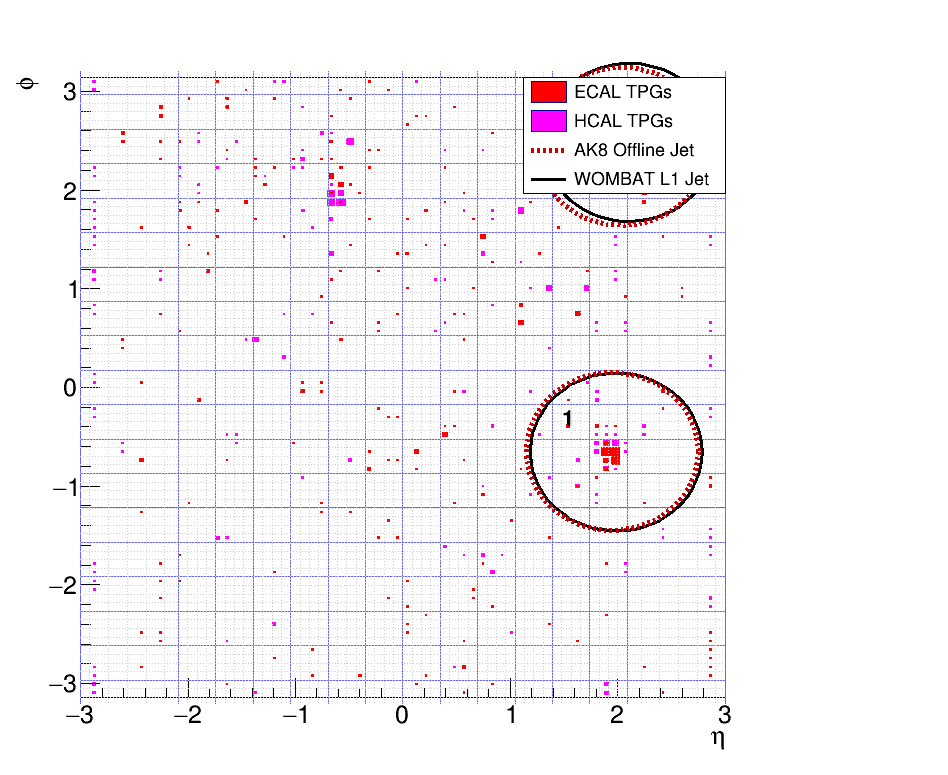 ϕ
3
2
1
0
−1
−2
−3
ECAL TPGs
HCAL TPGs
AK8 Offline Jet
WOMBAT L1 Jet
1
−3 −2 −1 0 1 2 3
η